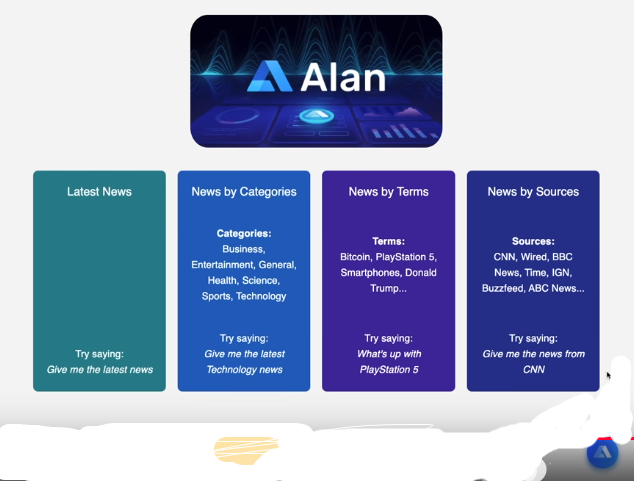 Alan
Latest News
Try saying:
Give me the latest news
News by Categories
Categories:
Business,
Entertainment, General,
Health, Science,
Sports, Technology
Try saying:
Give me the latest
Technology news
News by Terms
Terms:
Bitcoin, PlayStation 5,
Smartphones, Donald
Trump...
Try saying:
What's up with
PlayStation 5
News by Sources
Sources:
CNN, Wired, BBC
News, Time, IGN,
Buzzfeed, ABC News...
Try saying:
Give me the news from
CNN